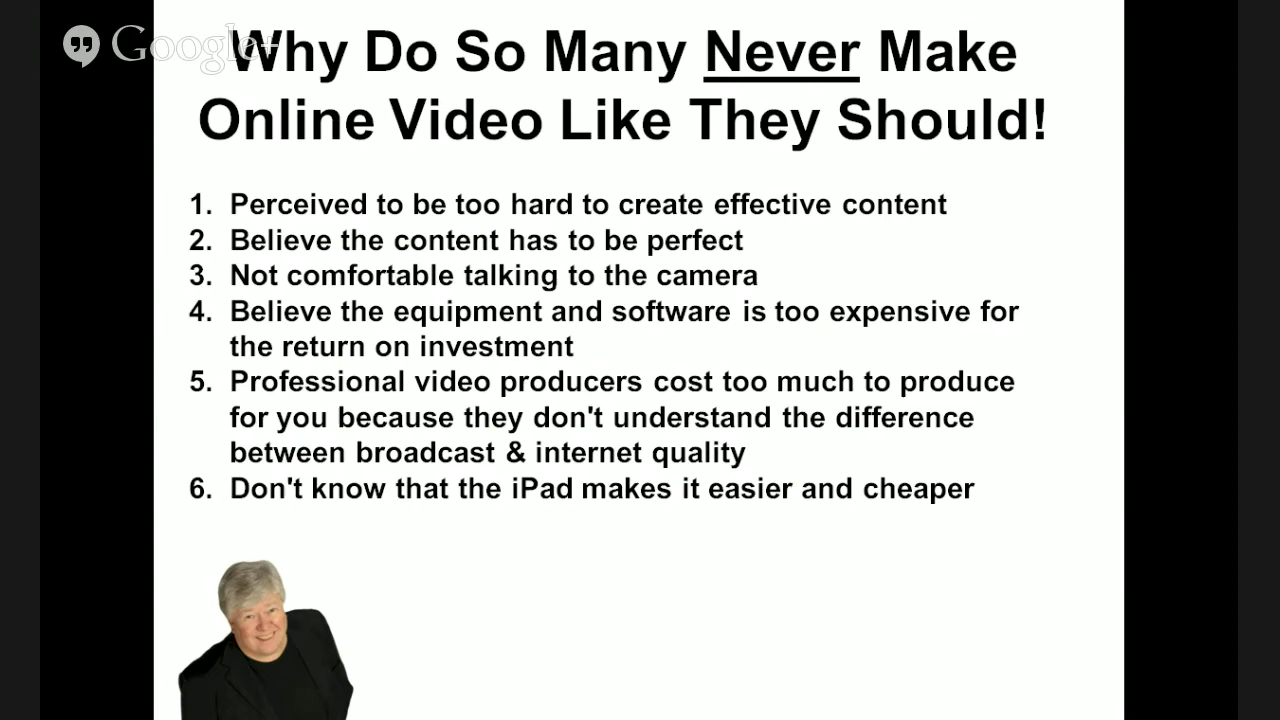 Google+
Why Do So Many Never Make
Online Video Like They Should!
1. Perceived to be too hard to create effective content
2. Believe the content has to be perfect
3. Not comfortable talking to the camera
4. Believe the equipment and software is too expensive for
the return on investment
5. Professional video producers cost too much to produce
for you because they don't understand the difference
between broadcast & internet quality
6. Don't know that the iPad makes it easier and cheaper